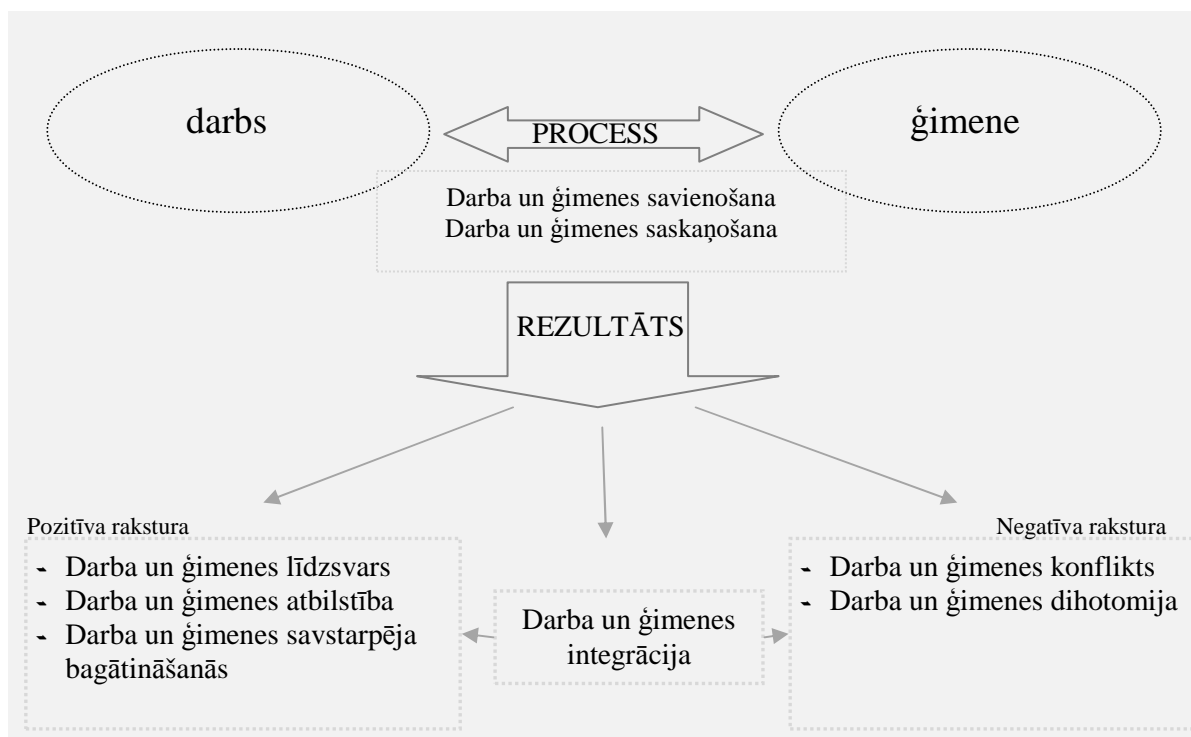 darbs
PROCESS
ģimene
Darba un ģimenes savienošana
Darba un ģimenes saskaņošana
REZULTĀTS
Pozitīva rakstura
- Darba un ģimenes līdzsvars
- Darba un ģimenes atbilstība
- Darba un ģimenes savstarpēja
bagātināšanās
Darba un ģimenes
integrācija
Negatīva rakstura
- Darba un ģimenes konflikts
- Darba un ģimenes dihotomija